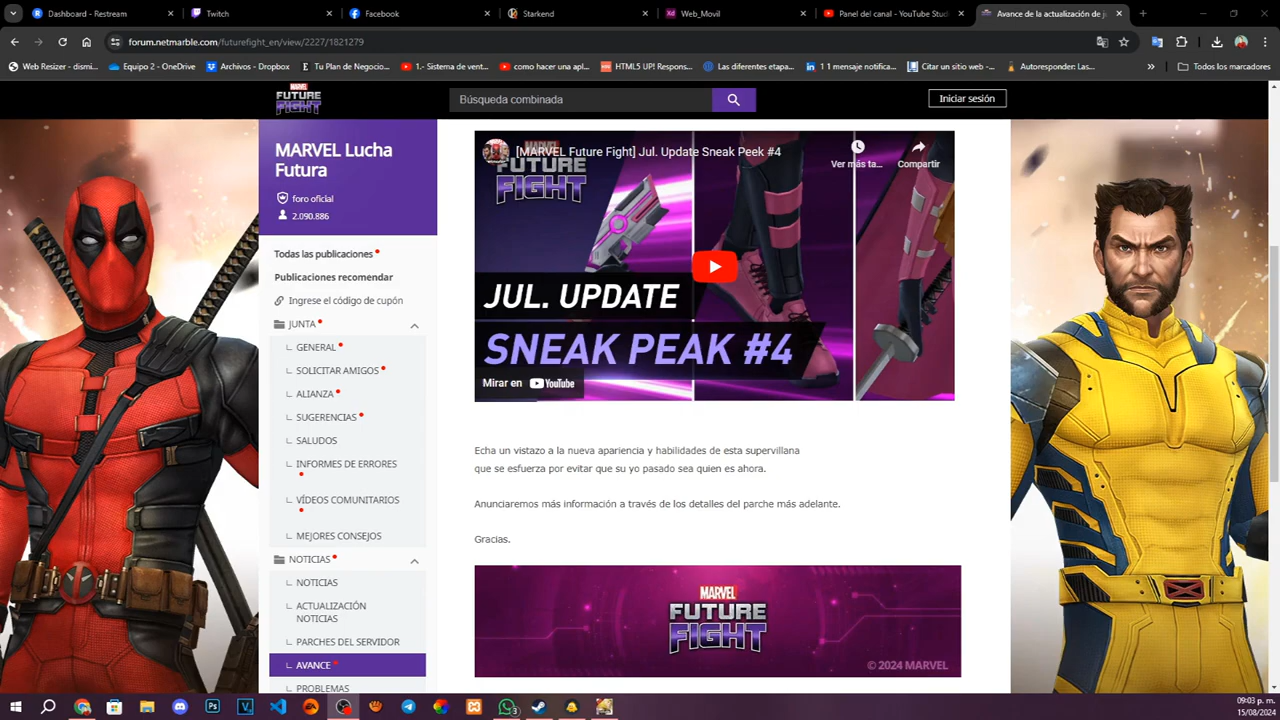 Dashboard - Restream
Twitch
Facebook
Starkend
Web_Movil
Panel del canal - YouTube Stud
Avance de la actualización de ju
forum.netmarble.com/futurefight_en/view/2227/1821279
Web Resizer - dismi...
Equipo 2 - OneDrive
Archivos - Dropbox
Tu Plan de Negocio...
1.- Sistema de vent...
como hacer una apl...
HTML5 UP! Respons...
Las diferentes etapa...
1 1 mensaje notifica...
Citar un sitio web -...
Autoresponder: Las...
»
Todos los marcadores
MARVEL
FUTURE
FIGHT
Búsqueda combinada
Iniciar sesión
MARVEL Lucha
Futura
foro oficial
2.090.886
Todas las publicaciones
Publicaciones recomendar
Ingrese el código de cupón
JUNTA
GENERAL
SOLICITAR AMIGOS
ALIANZA
SUGERENCIAS
SALUDOS
INFORMES DE ERRORES
VÍDEOS COMUNITARIOS
MEJORES CONSEJOS
NOTICIAS
NOTICIAS
ACTUALIZACIÓN
NOTICIAS
PARCHES DEL SERVIDOR
AVANCE
PROBLEMAS
[MARVEL Future Fight] Jul. Update Sneak Peek #4
Ver más ta...
Compartir
FUTURE
FIGHT
JUL. UPDATE
SNEAK PEAK #4
Mirar en YouTube
Echa un vistazo a la nueva apariencia y habilidades de esta supervillana
que se esfuerza por evitar que su yo pasado sea quien es ahora.
Anunciaremos más información a través de los detalles del parche más adelante.
Gracias.
MARVEL
FUTURE
FIGHT
© 2024 MARVEL
Ps
3
09:03 p. m.
15/08/2024